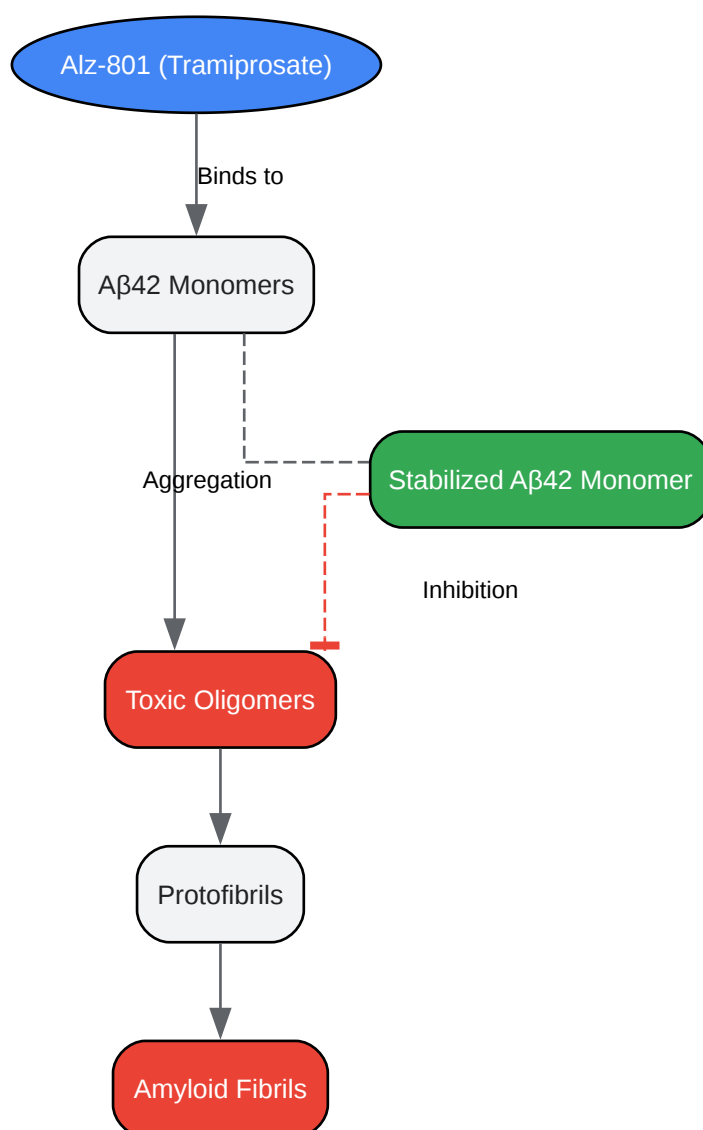 Alz-801 (Tramiprosate)
Binds to
Aβ42 Monomers
Stabilized Aβ42 Monomer
Aggregation
Inhibition
Toxic Oligomers
Protofibrils
Amyloid Fibrils